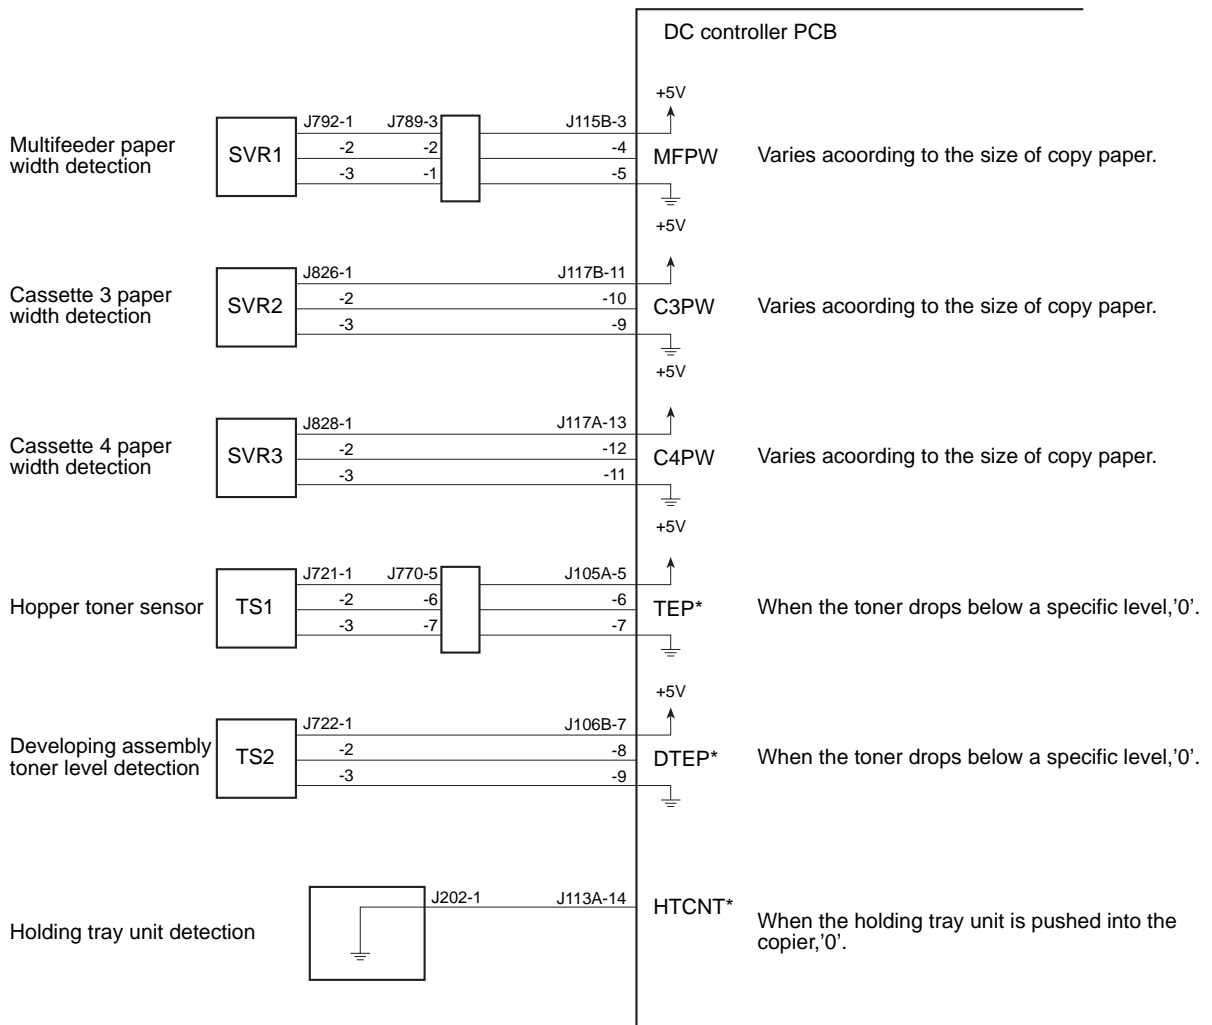 DC controller PCB
+5V
J792-1 J789-3 J115B-3
Multifeeder paper
width detection
SVR1
-2 -2 -4
-3 -1 -5
MFPW
Varies acoording to the size of copy paper.
+5V
J826-1 J117B-11
Cassette 3 paper
width detection
SVR2
-2 -10
-3 -9
C3PW
Varies acoording to the size of copy paper.
+5V
J828-1 J117A-13
Cassette 4 paper
width detection
SVR3
-2 -12
-3 -11
C4PW
Varies acoording to the size of copy paper.
+5V
J721-1 J770-5 J105A-5
Hopper toner sensor
TS1
-2 -6 -6
-3 -7 -7
TEP*
When the toner drops below a specific level,'0'.
+5V
J722-1 J106B-7
Developing assembly
toner level detection
TS2
-2 -8
-3 -9
DTEP*
When the toner drops below a specific level,'0'.
J202-1 J113A-14
Holding tray unit detection
HTCNT*
When the holding tray unit is pushed into the
copier,'0'.